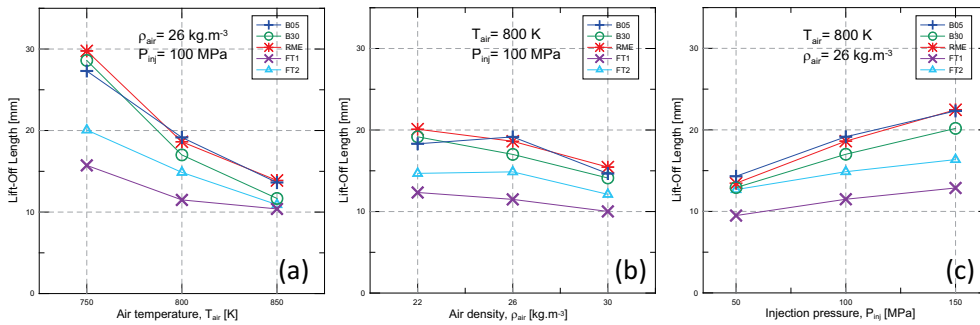 30
20
10
0
Lift-Off Length [mm]
ρair= 26 kg.m-3
Pinj= 100 MPa
B05
B30
RME
FT1
FT2
(a)
750 800 850
Air temperature, Tair [K]
30
20
10
0
Lift-Off Length [mm]
Tair= 800 K
Pinj= 100 MPa
B05
B30
RME
FT1
FT2
(b)
22 26 30
Air density, ρair [kg.m-3]
30
20
10
0
Lift-Off Length [mm]
Tair= 800 K
ρair= 26 kg.m-3
B05
B30
RME
FT1
FT2
(c)
50 100 150
Injection pressure, Pinj [MPa]